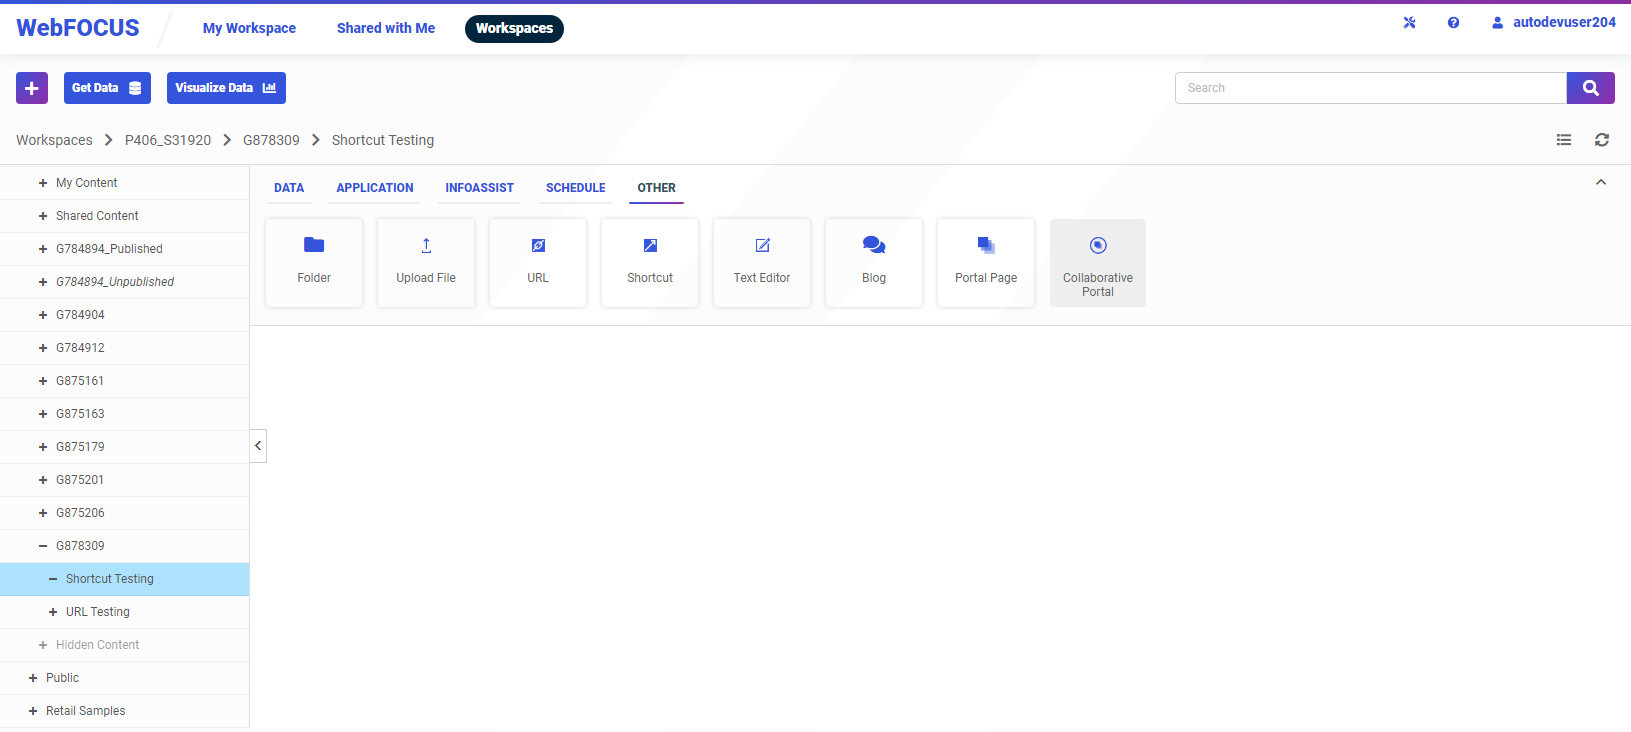 WebFOCUS
My Workspace
Shared with Me
Workspaces
autodevuser204
Get Data
Visualize Data
Search
Workspaces
P406_S31920
G878309
Shortcut Testing
My Content
Shared Content
G784894_Published
G784894_Unpublished
G784904
G784912
G875161
G875163
G875179
G875201
G875206
G878309
Shortcut Testing
URL Testing
Hidden Content
Public
Retail Samples
DATA
APPLICATION
INFOASSIST
SCHEDULE
OTHER
Folder
Upload File
URL
Shortcut
Text Editor
Blog
Portal Page
Collaborative
Portal